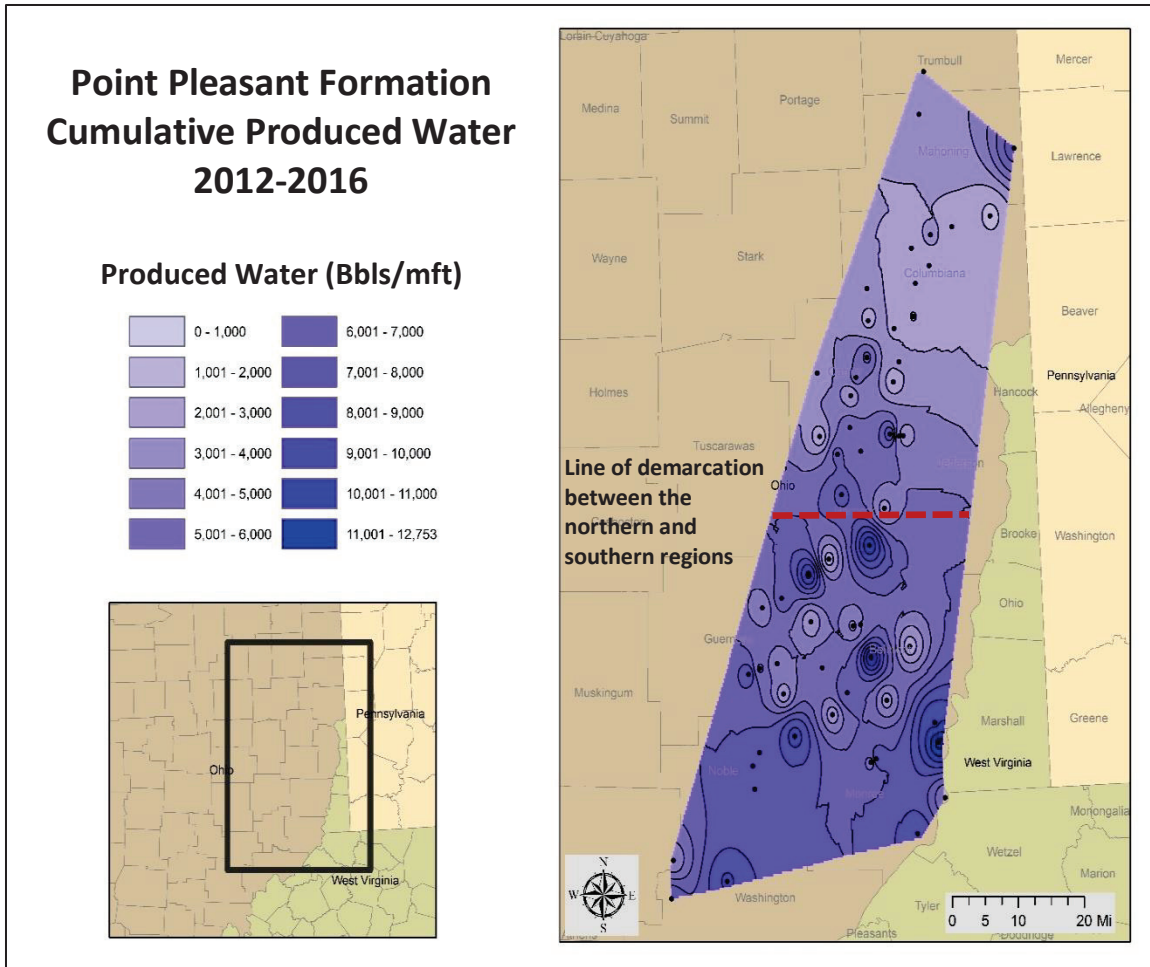 Point Pleasant Formation
Cumulative Produced Water
2012-2016
Produced Water (Bbls/mft)
0 - 1,000
1,001 - 2,000
2,001 - 3,000
3,001 - 4,000
4,001 - 5,000
5,001 - 6,000
6,001 - 7,000
7,001 - 8,000
8,001 - 9,000
9,001 - 10,000
10,001 - 11,000
11,001 - 12,753
Pennsylvania
Ohio
West Virginia
Lorain Cuyahoga
Trumbull
Mercer
Medina
Summit
Portage
Mahoning
Lawrence
Wayne
Stark
Columbiana
Beaver
Pennsylvania
Holmes
Hancock
Allegheny
Tuscarawas
Line of demarcation
between the
northern and
southern regions
Ohio
Brooke
Washington
Ohio
Muskingum
Marshall
Greene
West Virginia
Noble
Monongalia
Wetzel
Marion
Washington
Tyler
Pleasants
N
W E
S
0 5 10 20 Mi